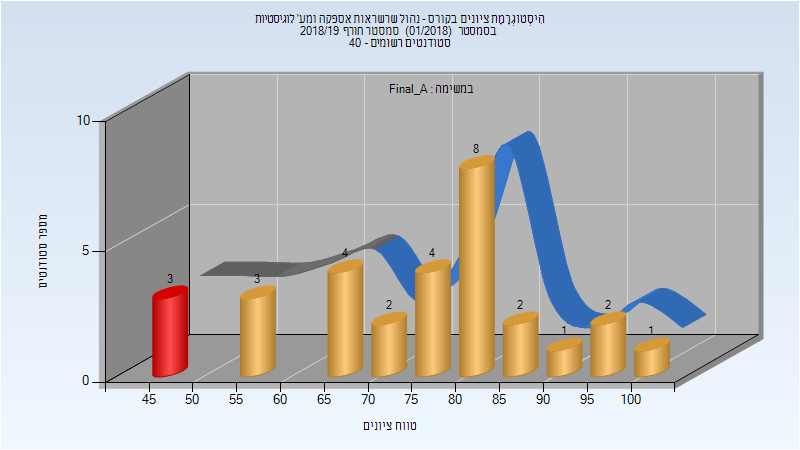 הִיסטוֹגְרָמַת ציונים בקורס - נהול שרשראות אספקה ומע' לוגיסטיות
בסמסטר (01/2018) סמסטר חורף 2018/19
סטודנטים רשומים - 40
במשימה : Final_A
מספר סטודנטים
10
5
0
3
3
4
2
4
8
2
1
2
1
45 50 55 60 65 70 75 80 85 90 95 100
טווח ציונים